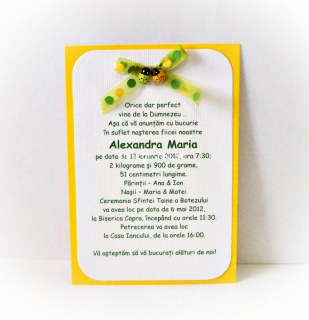 Orice dar perfect
vine de la Dumnezeu ...
Așa că vă anunțăm cu bucurie
în suflet nașterea fiicei noastre
Alexandra Maria
pe data de 12 ianuarie 2012, ora 7:30;
2 kilograme și 900 de grame,
51 centimetri lungime.
Părinții - Ana & Ion
Nașii - Maria & Matei
Ceremonia Sfintei Taine a Botezului
va avea loc pe data de 6 mai 2012,
la Biserica Capra, începând cu orele 11:30.
Petrecerea va avea loc
la Casa Iancului, de la orele 16:00.
Vă așteptăm să vă bucurați alături de noi!